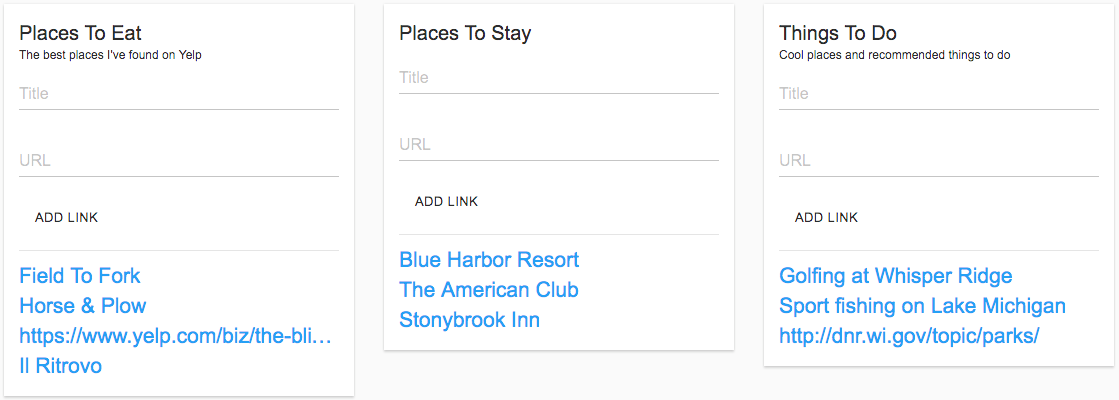 Places To Eat
The best places I've found on Yelp
Title
URL
ADD LINK
Field To Fork
Horse & Plow
https://www.yelp.com/biz/the-bli...
Il Ritrovo
Places To Stay
Title
URL
ADD LINK
Blue Harbor Resort
The American Club
Stonybrook Inn
Things To Do
Cool places and recommended things to do
Title
URL
ADD LINK
Golfing at Whisper Ridge
Sport fishing on Lake Michigan
http://dnr.wi.gov/topic/parks/